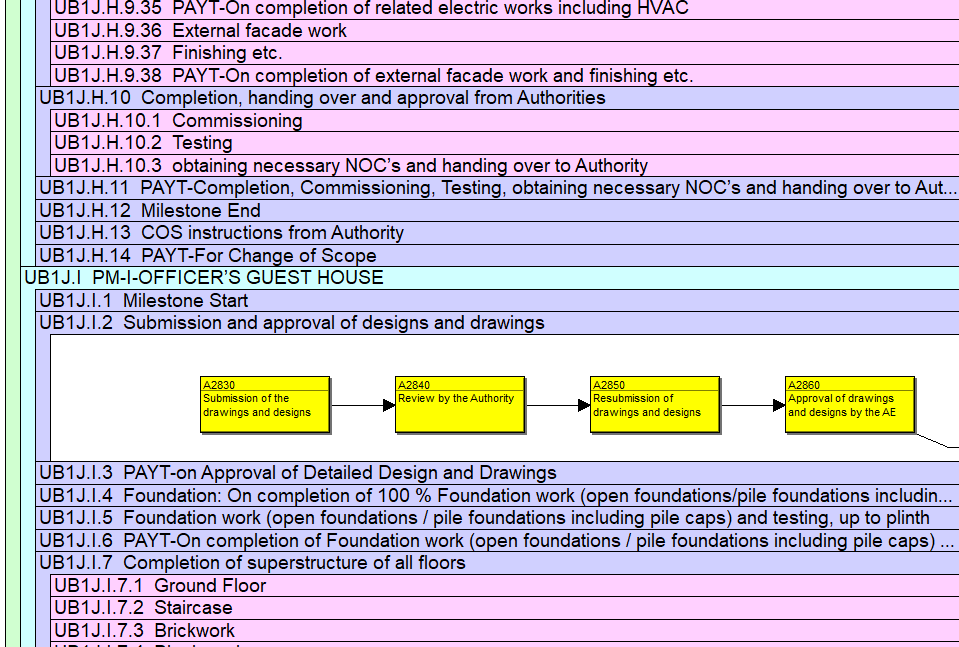 UB1J.H.9.35 PAYT-On completion of related electric works including HVAC
UB1J.H.9.36 External facade work
UB1J.H.9.37 Finishing etc.
UB1J.H.9.38 PAYT-On completion of external facade work and finishing etc.
UB1J.H.10 Completion, handing over and approval from Authorities
UB1J.H.10.1 Commissioning
UB1J.H.10.2 Testing
UB1J.H.10.3 obtaining necessary NOC’s and handing over to Authority
UB1J.H.11 PAYT-Completion, Commissioning, Testing, obtaining necessary NOC’s and handing over to Aut...
UB1J.H.12 Milestone End
UB1J.H.13 COS instructions from Authority
UB1J.H.14 PAYT-For Change of Scope
UB1J.I PM-I-OFFICER’S GUEST HOUSE
UB1J.I.1 Milestone Start
UB1J.I.2 Submission and approval of designs and drawings
A2830
Submission of the
drawings and designs
A2840
Review by the Authority
A2850
Resubmission of
drawings and designs
A2860
Approval of drawings
and designs by the AE
UB1J.I.3 PAYT-on Approval of Detailed Design and Drawings
UB1J.I.4 Foundation: On completion of 100 % Foundation work (open foundations/pile foundations includin...
UB1J.I.5 Foundation work (open foundations / pile foundations including pile caps) and testing, up to plinth
UB1J.I.6 PAYT-On completion of Foundation work (open foundations / pile foundations including pile caps) ...
UB1J.I.7 Completion of superstructure of all floors
UB1J.I.7.1 Ground Floor
UB1J.I.7.2 Staircase
UB1J.I.7.3 Brickwork